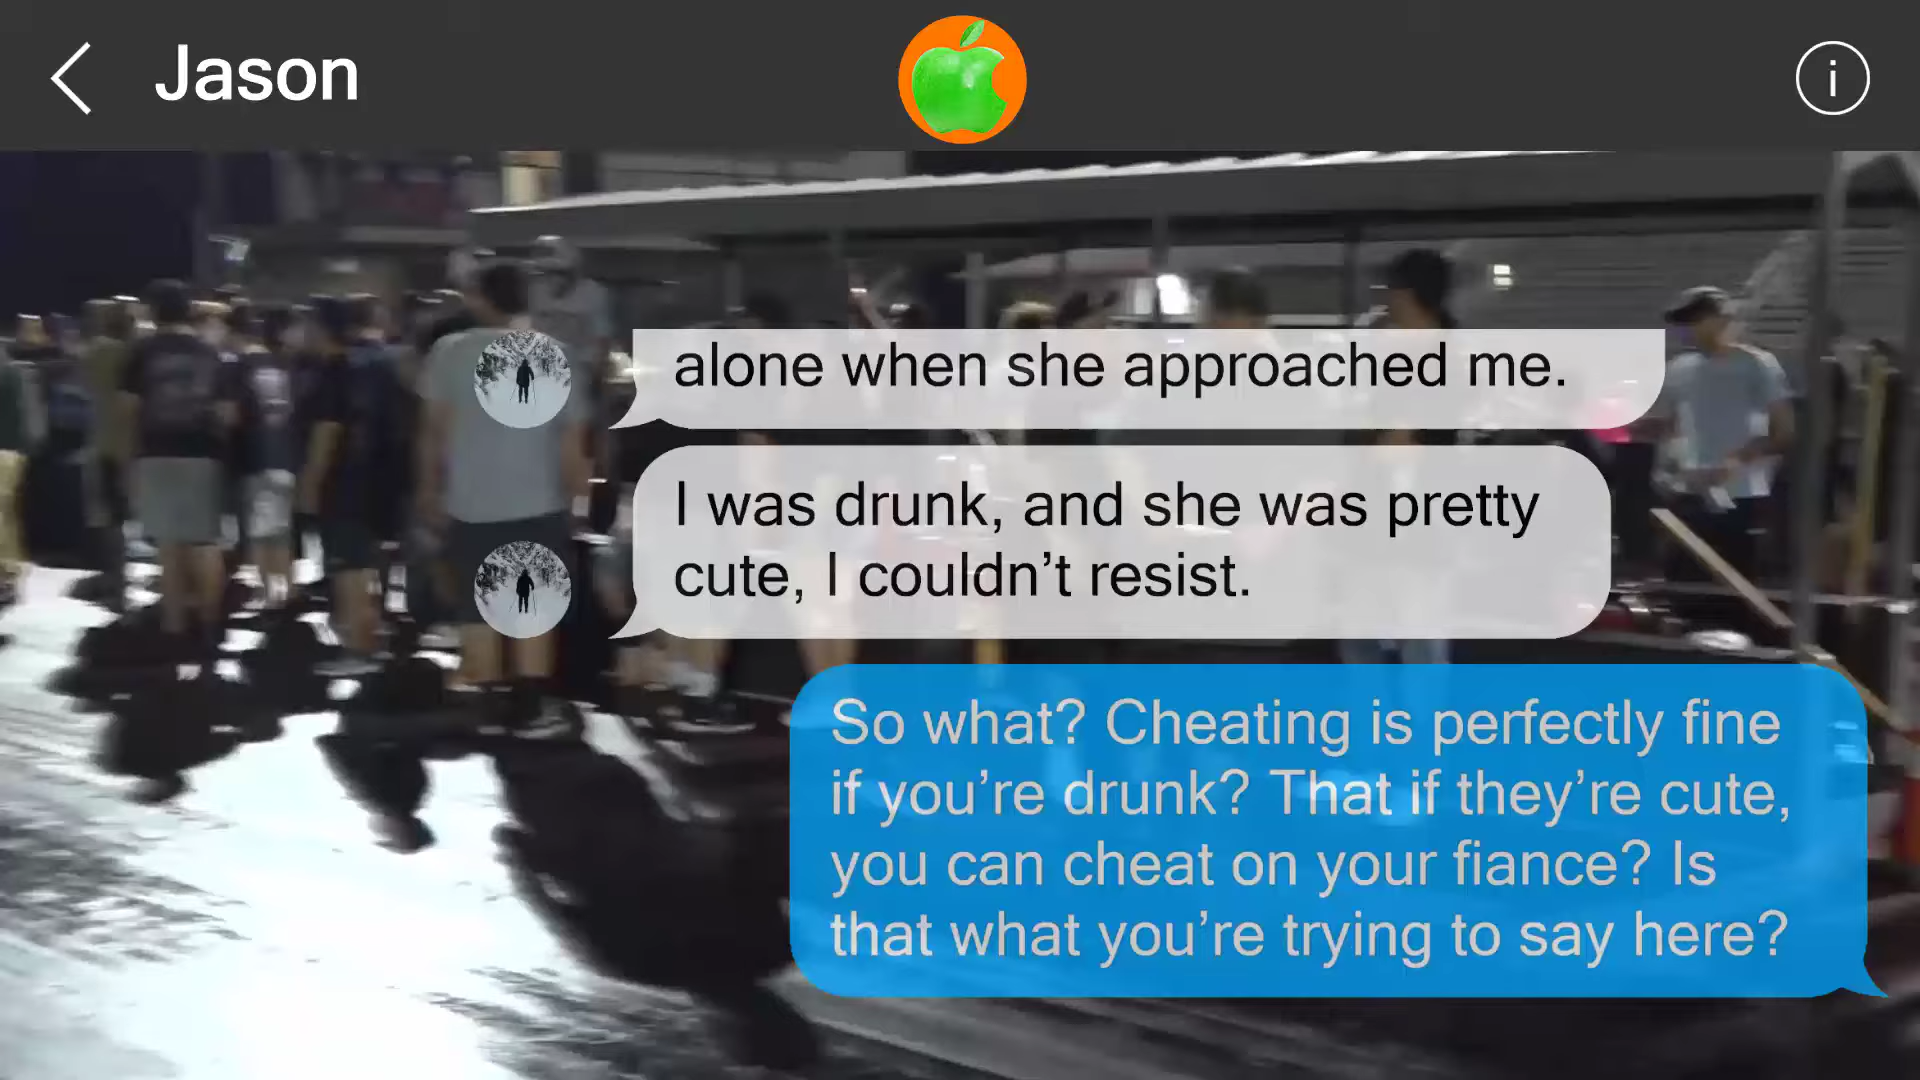 Jason
i
alone when she approached me.
I was drunk, and she was pretty
cute, I couldn’t resist.
So what? Cheating is perfectly fine
if you’re drunk? That if they’re cute,
you can cheat on your fiance? Is
that what you’re trying to say here?